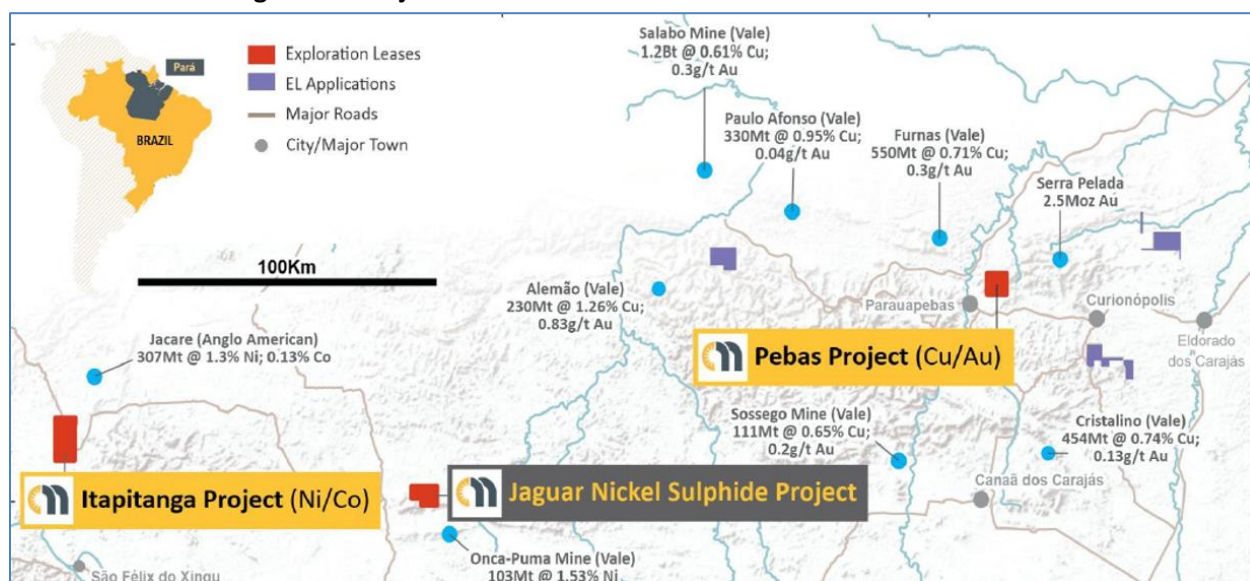 Pará
BRAZIL
Exploration Leases
EL Applications
Major Roads
City/Major Town
100Km
Salabo Mine (Vale)
1.2Bt @ 0.61% Cu;
0.3g/t Au
Paulo Afonso (Vale)
330Mt @ 0.95% Cu;
0.04g/t Au
Furnas (Vale)
550Mt @ 0.71% Cu;
0.3g/t Au
Serra Pelada
2.5Moz Au
Alemão (Vale)
230Mt @ 1.26% Cu;
0.83g/t Au
Parauapebas
Curionópolis
Eldorado
dos Carajás
Jacare (Anglo American)
307Mt @ 1.3% Ni; 0.13% Co
Pebas Project (Cu/Au)
Sossego Mine (Vale)
111Mt @ 0.65% Cu;
0.2g/t Au
Cristalino (Vale)
454Mt @ 0.74% Cu;
0.13g/t Au
Canaã dos Carajás
Itapitanga Project (Ni/Co)
Jaguar Nickel Sulphide Project
Onca-Puma Mine (Vale)
103Mt @ 1.53% Ni
São Félix do Xingu